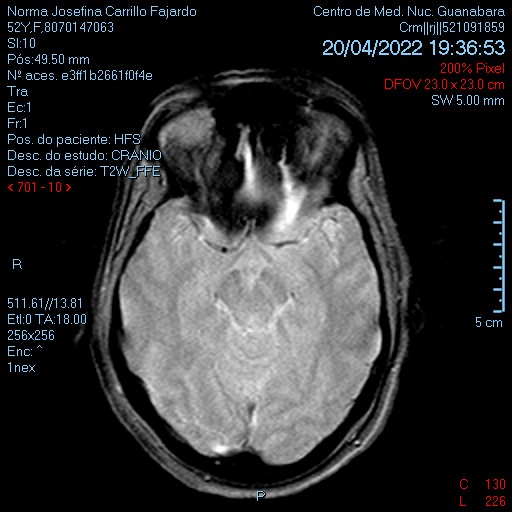 Norma Josefina Carrillo Fajardo
52Y,F,8070147063
Sl:10
Pós:49.50 mm
Nº aces. e3ff1b2661f0f4e
Tra
Ec:1
Fr:1
Pos. do paciente: HFS
Desc. do estudo: CRANIO
Desc. da série: T2W_FFE
< 701 - 10 >
Centro de Med. Nuc. Guanabara
Crm||rj||521091859
20/04/2022 19:36:53
200% Pixel
DFOV 23.0 x 23.0 cm
SW 5.00 mm
R
5 cm
511.61//13.81
Etl:0 TA:18.00
256x256
Enc: ^
1nex
P
C 130
L 226